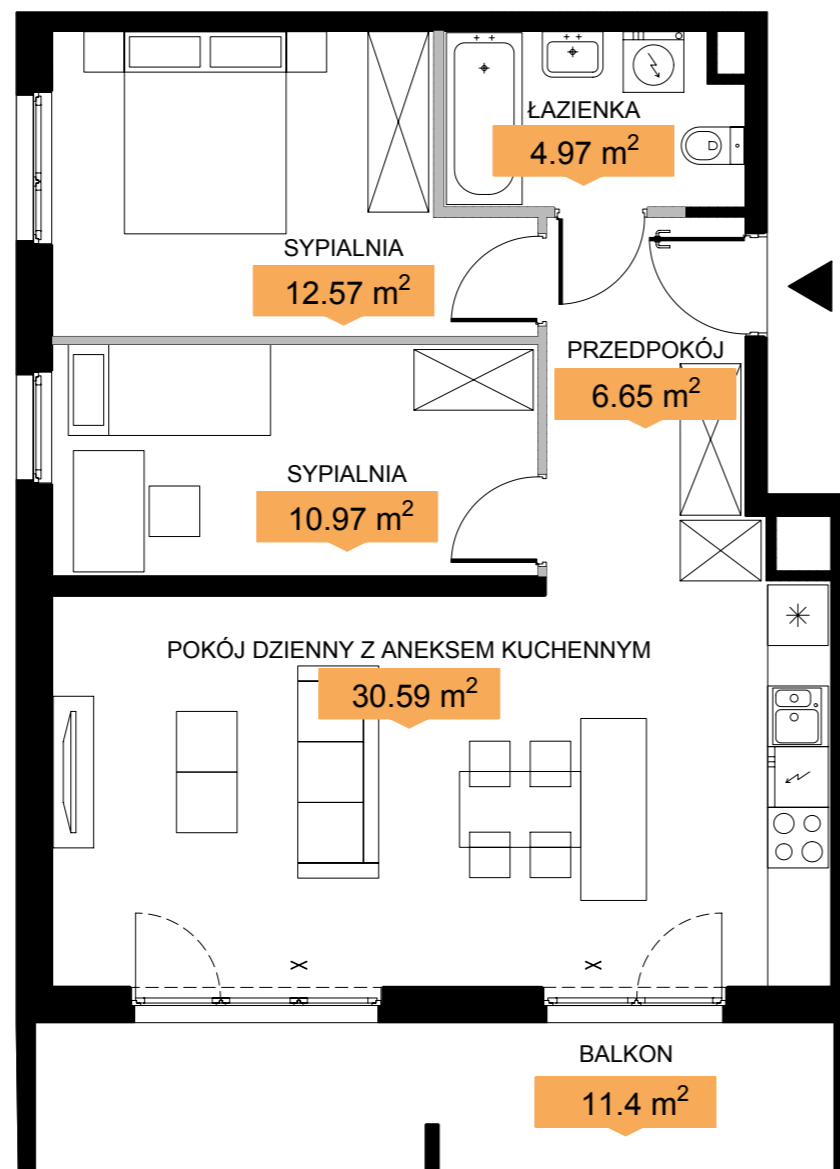 ŁAZIENKA
4.97 m²
SYPIALNIA
12.57 m²
PRZEDPOKÓJ
6.65 m²
SYPIALNIA
10.97 m²
POKÓJ DZIENNY Z ANEKSEM KUCHENNYM
30.59 m²
BALKON
11.4 m²